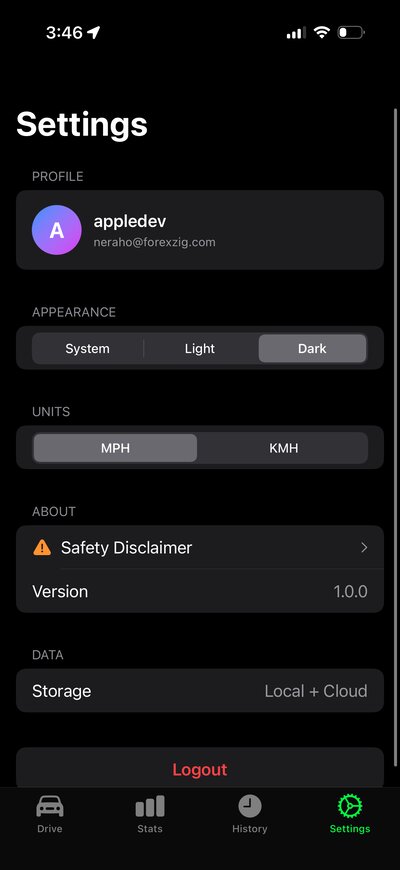 3:46
Settings
PROFILE
A
appledev
neraho@forexzig.com
APPEARANCE
System Light Dark
UNITS
MPH KMH
ABOUT
Safety Disclaimer
Version 1.0.0
DATA
Storage Local + Cloud
Logout
Drive Stats History Settings